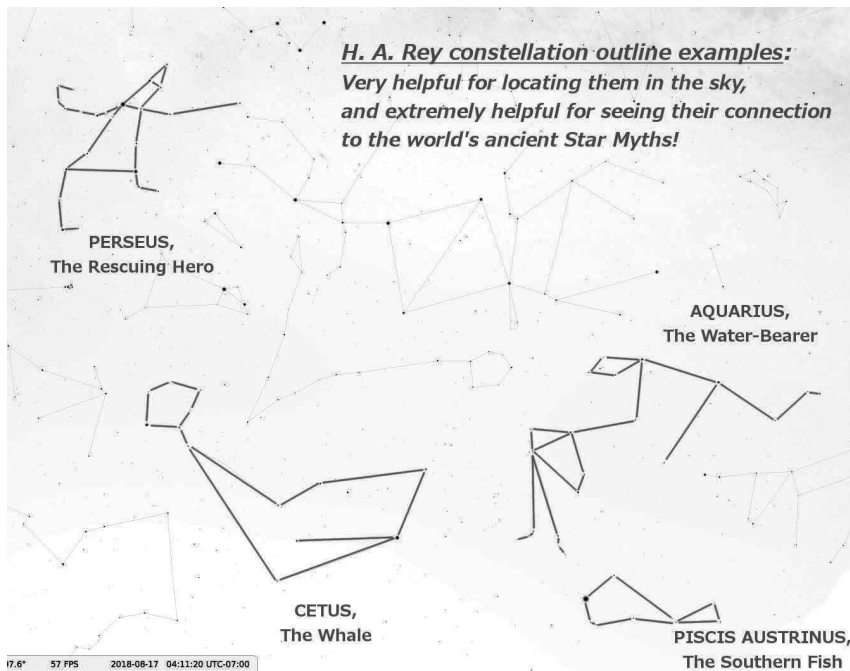 H. A. Rey constellation outline examples:
Very helpful for locating them in the sky,
and extremely helpful for seeing their connection
to the world's ancient Star Myths!
PERSEUS,
The Rescuing Hero
AQUARIUS,
The Water-Bearer
CETUS,
The Whale
PISCIS AUSTRINUS,
The Southern Fish
97.6° 57 FPS 2018-08-17 04:11:20 UTC-07:00